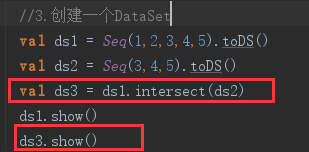 //3.创建一个DataSet
val ds1 = Seq(1,2,3,4,5).toDS()
val ds2 = Seq(3,4,5).toDS()
val ds3 = ds1.intersect(ds2)
ds1.show()
ds3.show()